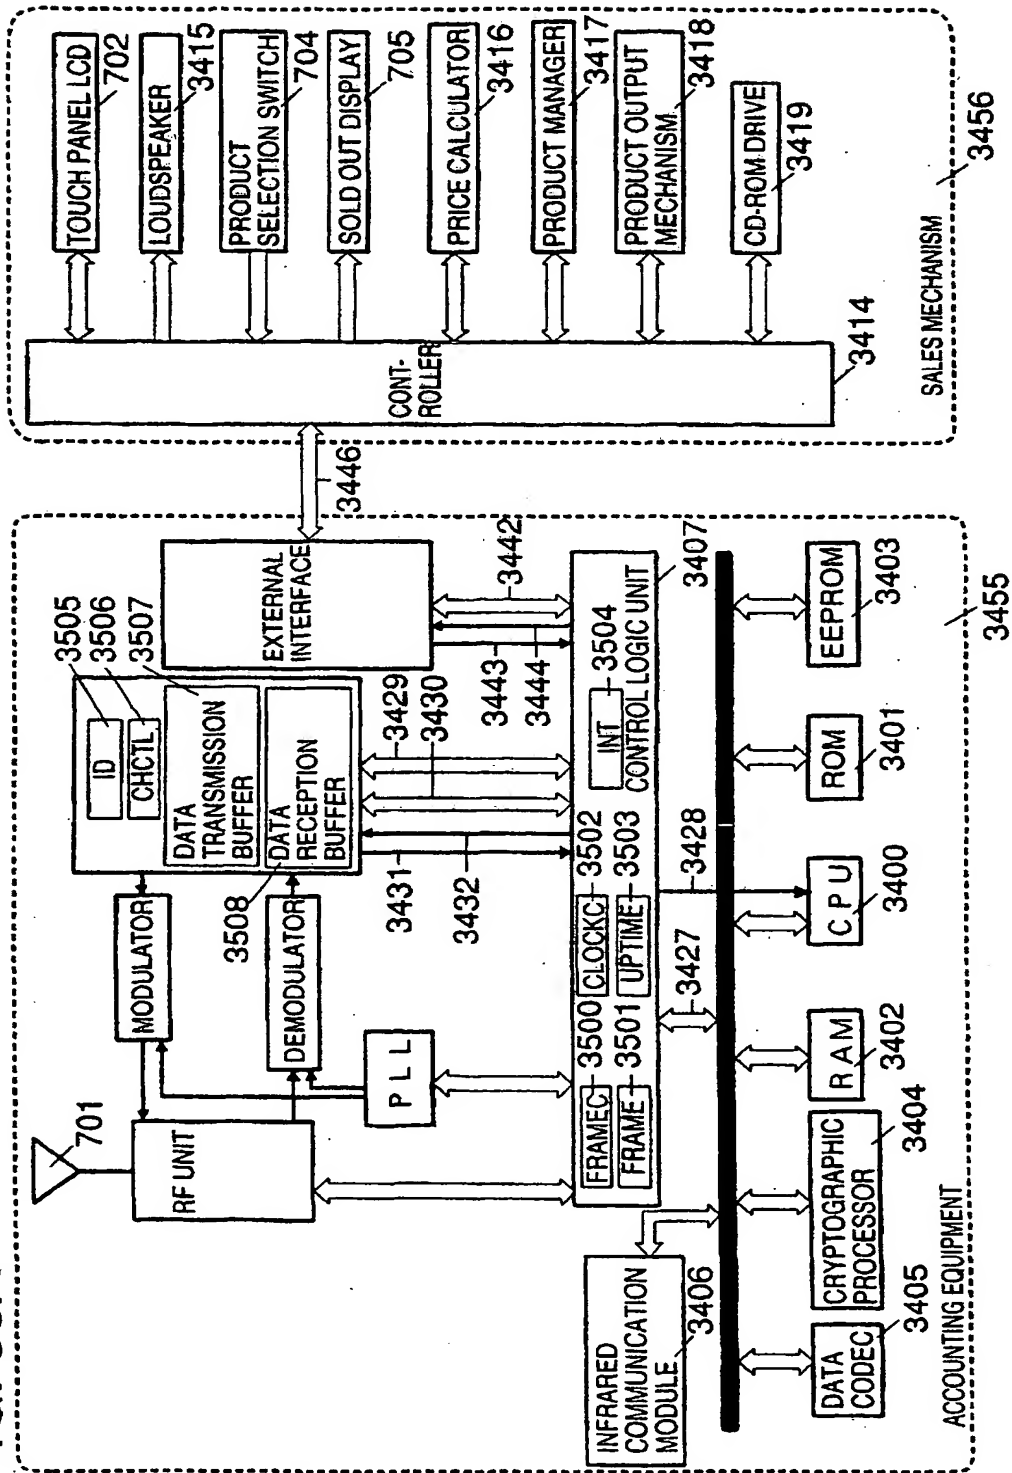 TOUCH PANEL LCD
702
LOUDSPEAKER
3415
PRODUCT
SELECTION SWITCH
704
SOLD OUT DISPLAY
705
PRICE CALCULATOR
3416
PRODUCT MANAGER
3417
PRODUCT OUTPUT
MECHANISM
3418
CD-ROM DRIVE
3419
CONT-
ROLLER
3414
SALES MECHANISM
3456
3446
701
RF UNIT
MODULATOR
DEMODULATOR
P L L
ID
CHCTL
DATA
TRANSMISSION
BUFFER
DATA
RECEPTION
BUFFER
3505
3506
3507
3508
EXTERNAL
INTERFACE
3431
3432
3429
3430
3443
3444
3442
FRAMEC
3500
CLOCKC
3502
FRAME
3501
UPTIME
3503
INT
3504
CONTROL LOGIC UNIT
3407
3427
3428
INFRARED
COMMUNICATION
MODULE
3406
DATA
CODEC
3405
CRYPTOGRAPHIC
PROCESSOR
3404
R A M
3402
C P U
3400
ROM
3401
EEPROM
3403
ACCOUNTING EQUIPMENT
3455